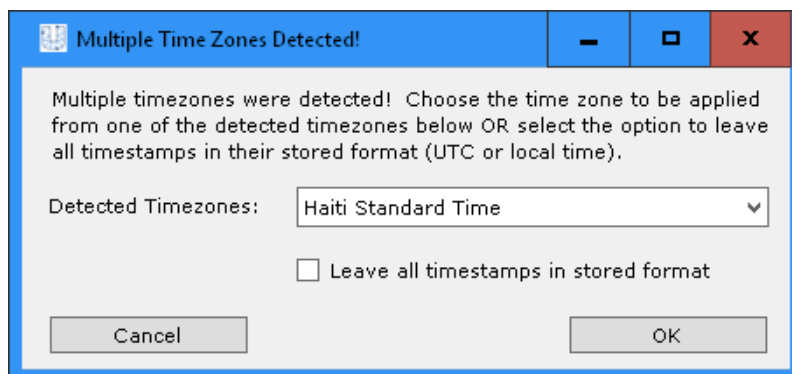 Multiple Time Zones Detected!
Multiple timezones were detected!  Choose the time zone to be applied
from one of the detected timezones below OR select the option to leave
all timestamps in their stored format (UTC or local time).
Detected Timezones: Haiti Standard Time
Leave all timestamps in stored format
Cancel OK